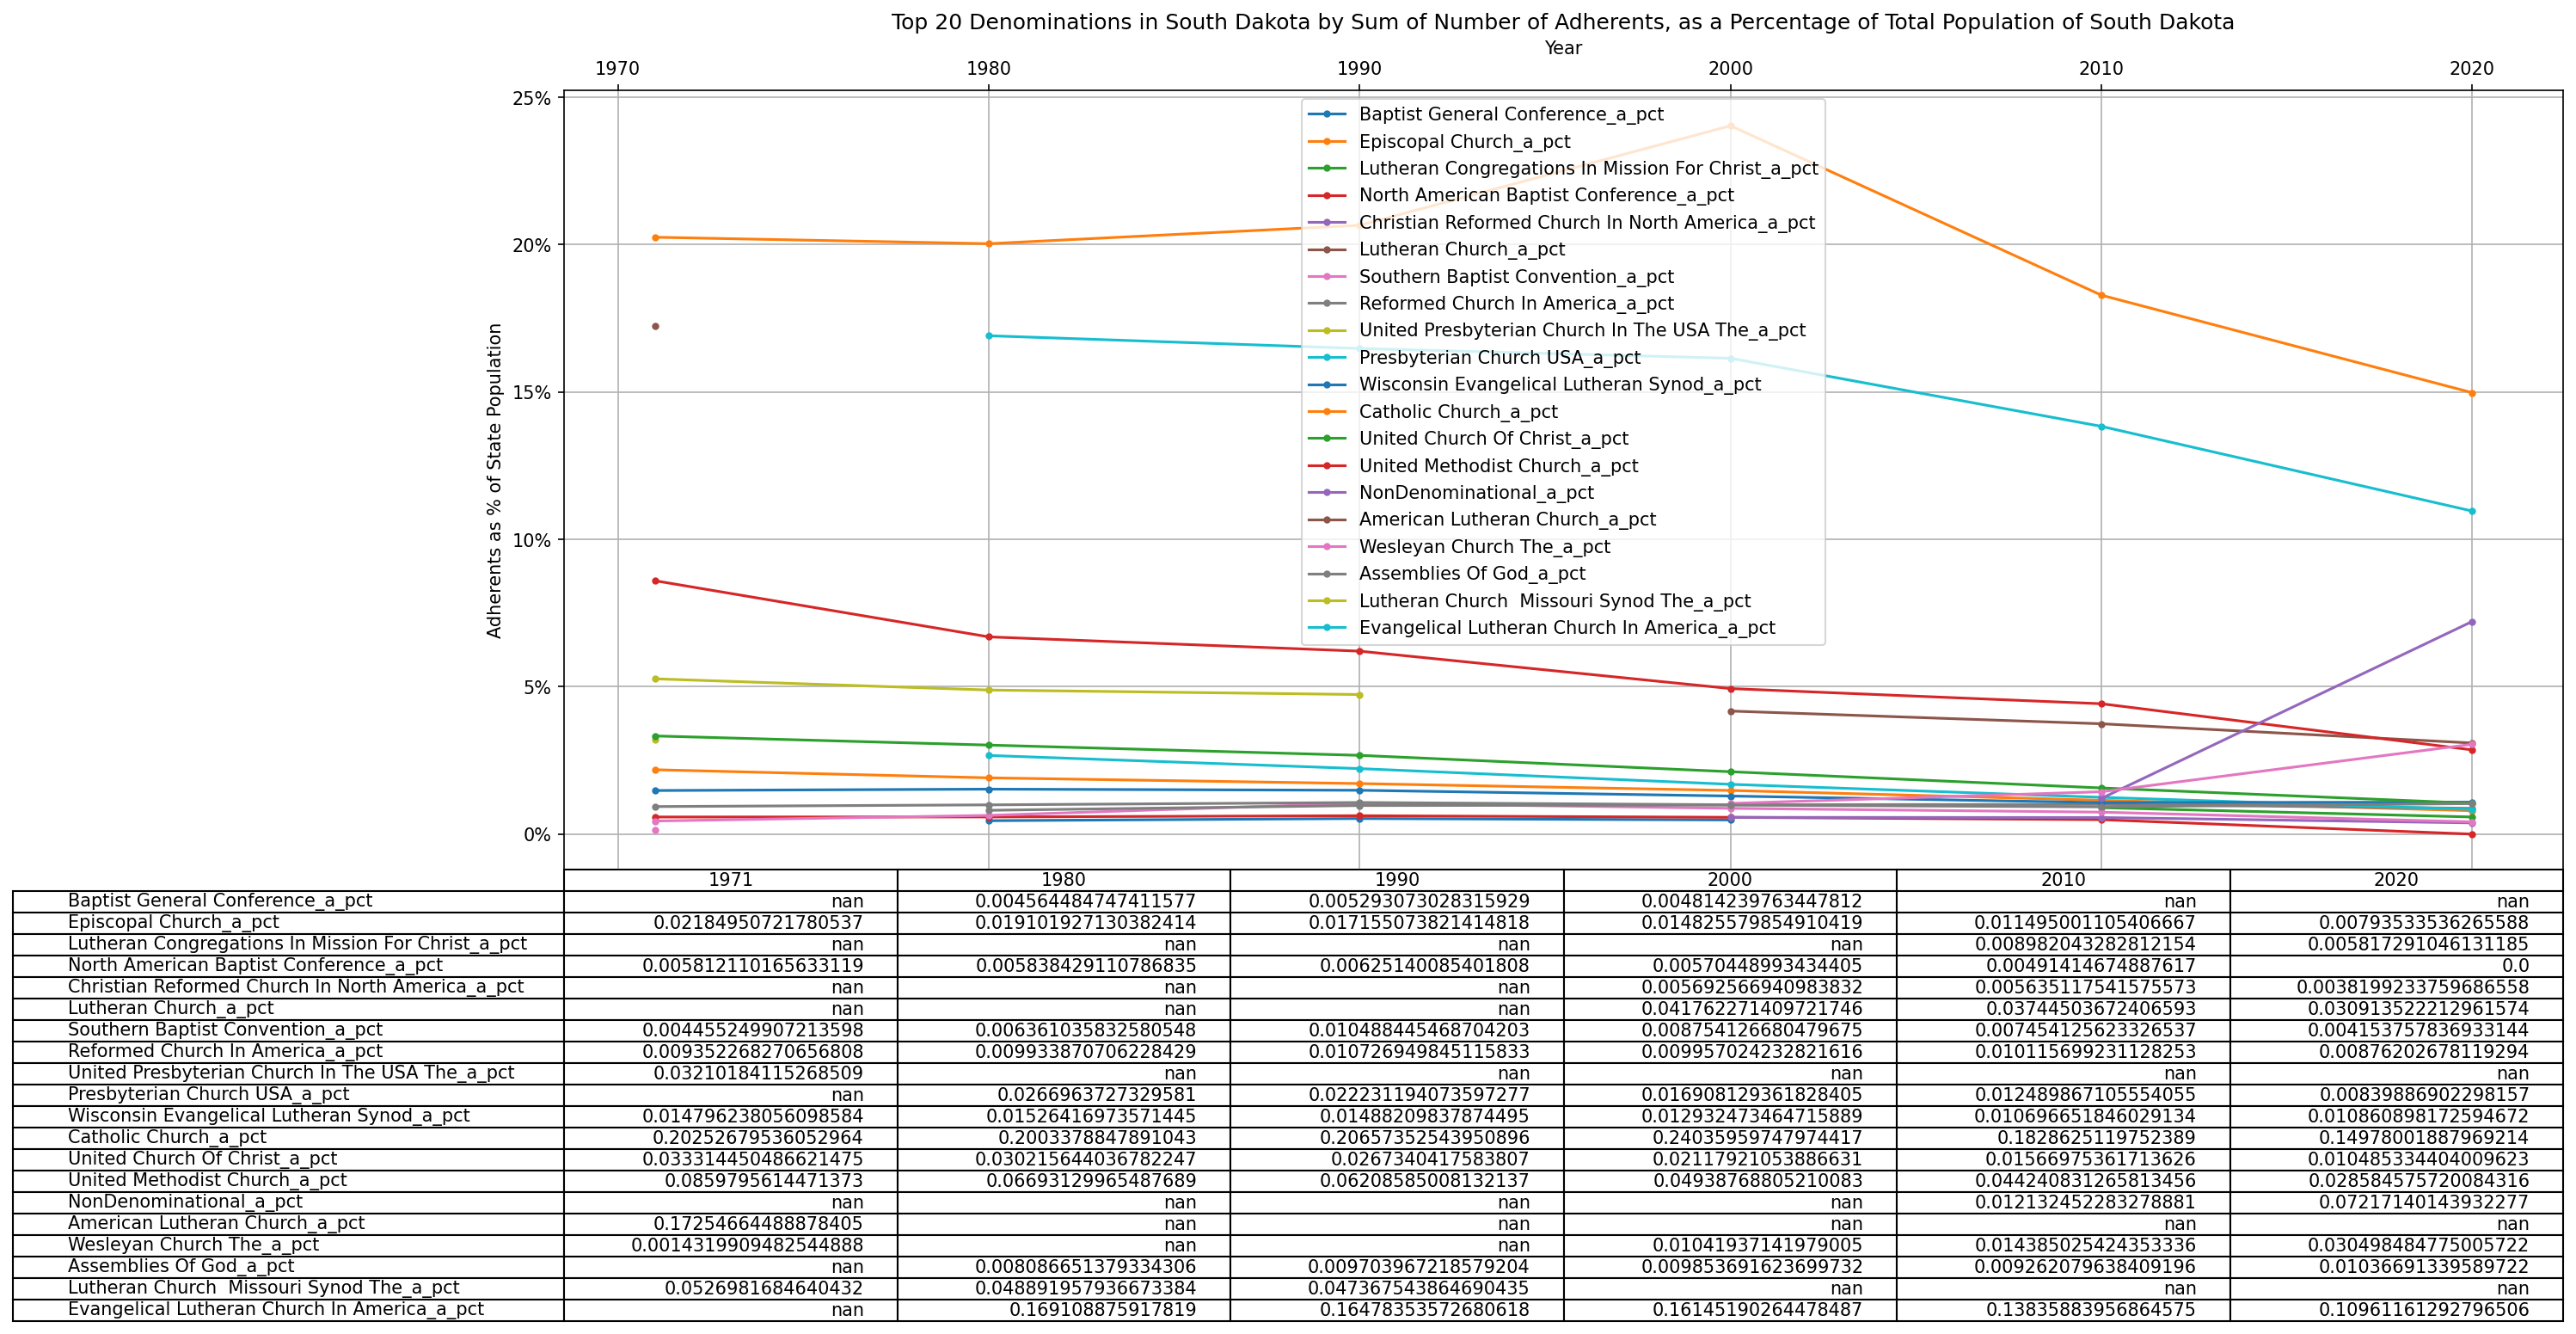 Top 20 Denominations in South Dakota by Sum of Number of Adherents, as a Percentage of Total Population of South Dakota
Year
1970 1980 1990 2000 2010 2020
25%
20%
15%
10%
5%
0%
Adherents as % of State Population
Baptist General Conference_a_pct
Episcopal Church_a_pct
Lutheran Congregations In Mission For Christ_a_pct
North American Baptist Conference_a_pct
Christian Reformed Church In North America_a_pct
Lutheran Church_a_pct
Southern Baptist Convention_a_pct
Reformed Church In America_a_pct
United Presbyterian Church In The USA The_a_pct
Presbyterian Church USA_a_pct
Wisconsin Evangelical Lutheran Synod_a_pct
Catholic Church_a_pct
United Church Of Christ_a_pct
United Methodist Church_a_pct
NonDenominational_a_pct
American Lutheran Church_a_pct
Wesleyan Church The_a_pct
Assemblies Of God_a_pct
Lutheran Church  Missouri Synod The_a_pct
Evangelical Lutheran Church In America_a_pct
1971 1980 1990 2000 2010 2020
Baptist General Conference_a_pct nan 0.004564484747411577 0.005293073028315929 0.004814239763447812 nan nan
Episcopal Church_a_pct 0.02184950721780537 0.019101927130382414 0.017155073821414818 0.014825579854910419 0.011495001105406667 0.00793533536265588
Lutheran Congregations In Mission For Christ_a_pct nan nan nan nan 0.008982043282812154 0.005817291046131185
North American Baptist Conference_a_pct 0.005812110165633119 0.005838429110786835 0.00625140085401808 0.00570448993434405 0.00491414674887617 0.0
Christian Reformed Church In North America_a_pct nan nan nan 0.005692566940983832 0.005635117541575573 0.0038199233759686558
Lutheran Church_a_pct nan nan nan 0.041762271409721746 0.03744503672406593 0.030913522212961574
Southern Baptist Convention_a_pct 0.004455249907213598 0.006361035832580548 0.010488445468704203 0.008754126680479675 0.007454125623326537 0.004153757836933144
Reformed Church In America_a_pct 0.009352268270656808 0.009933870706228429 0.010726949845115833 0.009957024232821616 0.010115699231128253 0.00876202678119294
United Presbyterian Church In The USA The_a_pct 0.03210184115268509 nan nan nan nan nan
Presbyterian Church USA_a_pct nan 0.0266963727329581 0.022231194073597277 0.016908129361828405 0.012489867105554055 0.00839886902298157
Wisconsin Evangelical Lutheran Synod_a_pct 0.014796238056098584 0.01526416973571445 0.01488209837874495 0.012932473464715889 0.010696651846029134 0.010860898172594672
Catholic Church_a_pct 0.20252679536052964 0.2003378847891043 0.20657352543950896 0.24035959747974417 0.1828625119752389 0.14978001887969214
United Church Of Christ_a_pct 0.033314450486621475 0.030215644036782247 0.0267340417583807 0.02117921053886631 0.01566975361713626 0.010485334404009623
United Methodist Church_a_pct 0.0859795614471373 0.06693129965487689 0.06208585008132137 0.04938768805210083 0.044240831265813456 0.028584575720084316
NonDenominational_a_pct nan nan nan nan 0.012132452283278881 0.07217140143932277
American Lutheran Church_a_pct 0.17254664488878405 nan nan nan nan nan
Wesleyan Church The_a_pct 0.0014319909482544888 nan nan 0.01041937141979005 0.014385025424353336 0.030498484775005722
Assemblies Of God_a_pct nan 0.008086651379334306 0.009703967218579204 0.009853691623699732 0.009262079638409196 0.01036691339589722
Lutheran Church  Missouri Synod The_a_pct 0.0526981684640432 0.048891957936673384 0.047367543864690435 nan nan nan
Evangelical Lutheran Church In America_a_pct nan 0.169108875917819 0.16478353572680618 0.16145190264478487 0.13835883956864575 0.10961161292796506